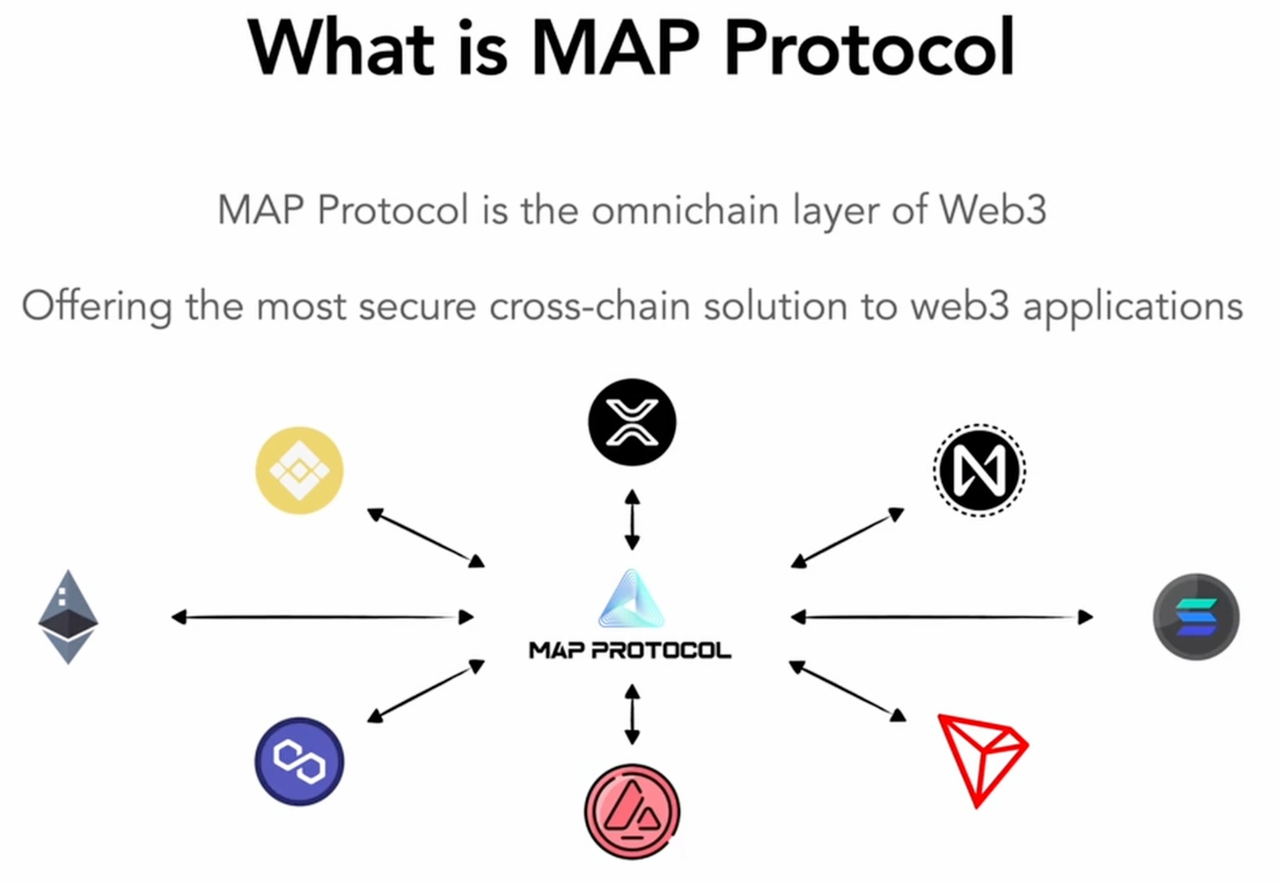 What is MAP Protocol
MAP Protocol is the omnichain layer of Web3
Offering the most secure cross-chain solution to web3 applications
MAP PROTOCOL